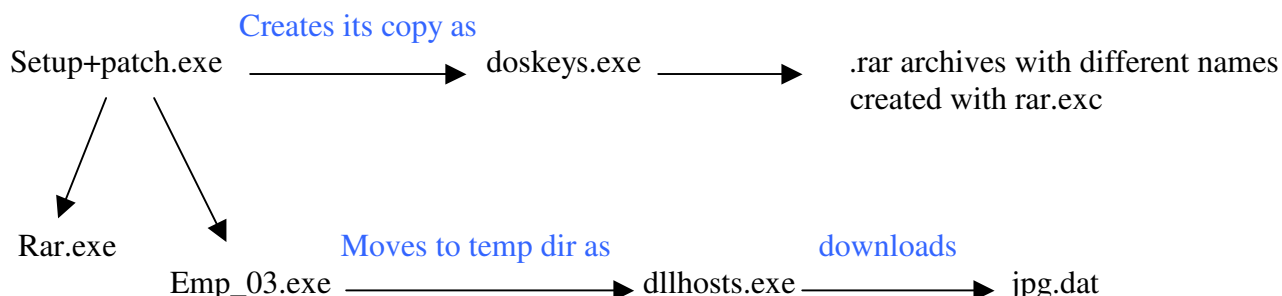 Creates its copy as
Setup+patch.exe doskeys.exe .rar archives with different names
created with rar.exc
Rar.exe Moves to temp dir as downloads
Emp_03.exe dllhosts.exe jpg.dat